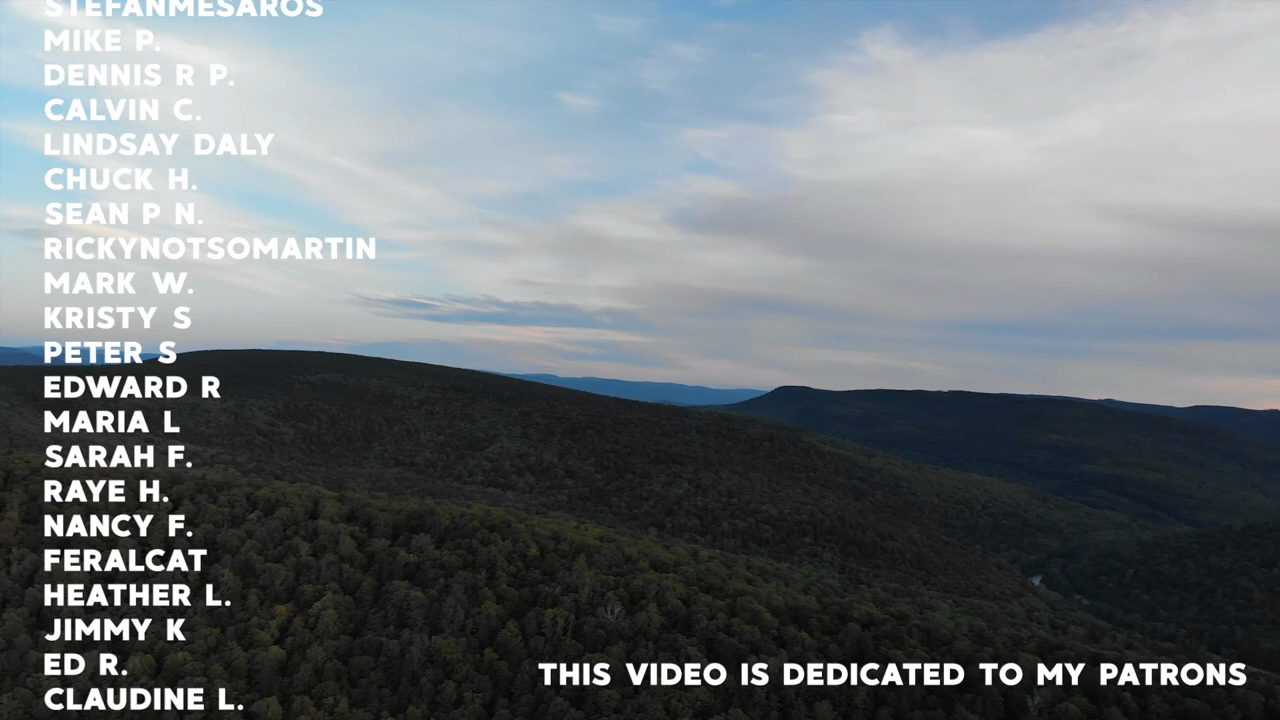 STEFANMESAROS
MIKE P.
DENNIS R P.
CALVIN C.
LINDSAY DALY
CHUCK H.
SEAN P N.
RICKYNOTSOMARTIN
MARK W.
KRISTY S
PETER S
EDWARD R
MARIA L
SARAH F.
RAYE H.
NANCY F.
FERALCAT
HEATHER L.
JIMMY K
ED R.
CLAUDINE L.
THIS VIDEO IS DEDICATED TO MY PATRONS